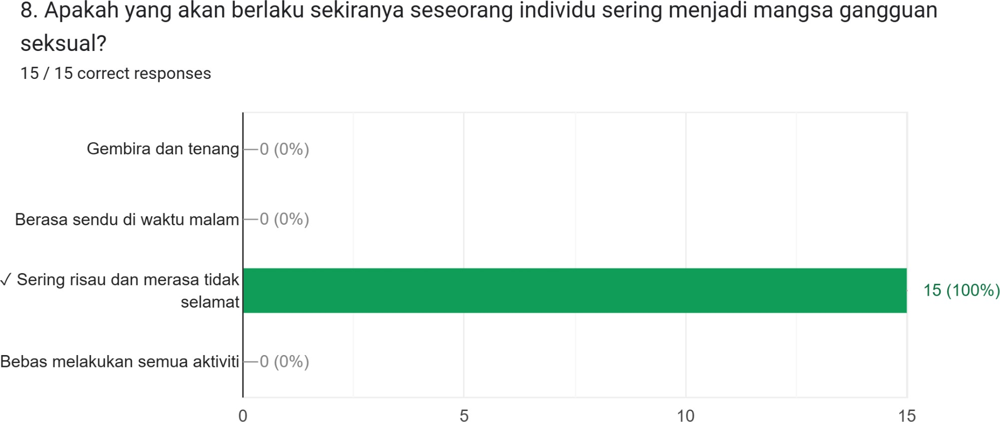 8. Apakah yang akan berlaku sekiranya seseorang individu sering menjadi mangsa gangguan
seksual?
15 / 15 correct responses
Gembira dan tenang 0 (0%)
Berasa sendu di waktu malam 0 (0%)
✓ Sering risau dan merasa tidak
selamat 15 (100%)
Bebas melakukan semua aktiviti 0 (0%)
0 5 10 15